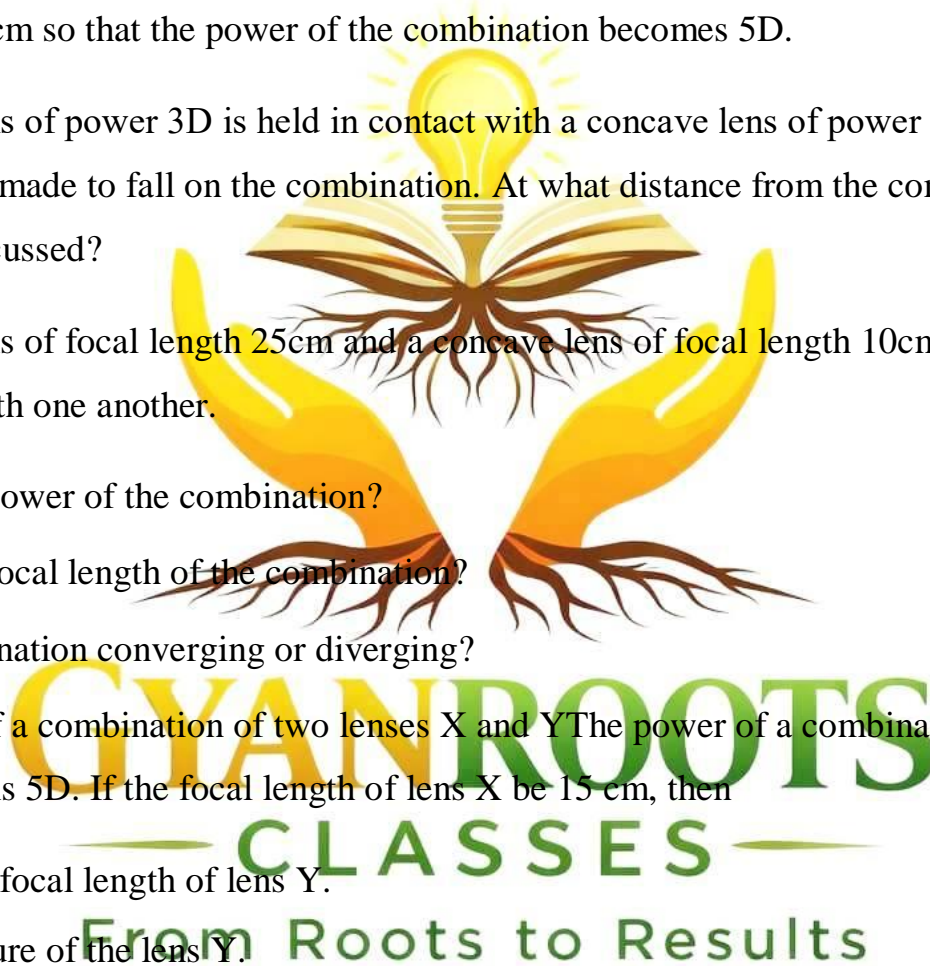 cm so that the power of the combination becomes 5D.
s of power 3D is held in contact with a concave lens of power
made to fall on the combination. At what distance from the con
cussed?
s of focal length 25cm and a concave lens of focal length 10cm
th one another.
ower of the combination?
ocal length of the combination?
nation converging or diverging?
f a combination of two lenses X and YThe power of a combina
GYANROOTS
s 5D. If the focal length of lens X be 15 cm, then
CLASSES
focal length of lens Y.
ure of the lens Y.
From Roots to Results